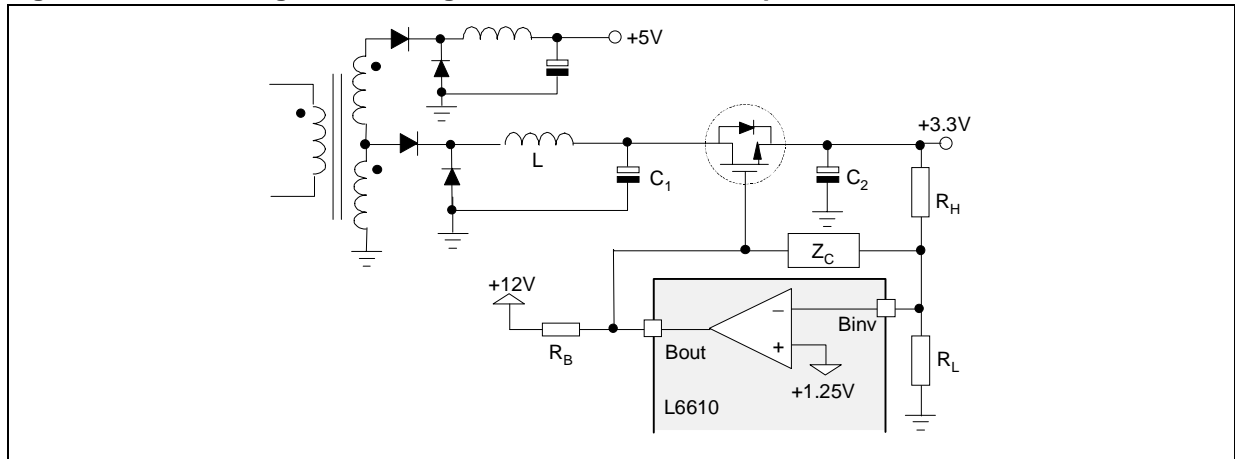 +5V
+3.3V
L
C1
C2
RH
ZC
+12V
RB
Bout
Binv
−
+
+1.25V
RL
L6610